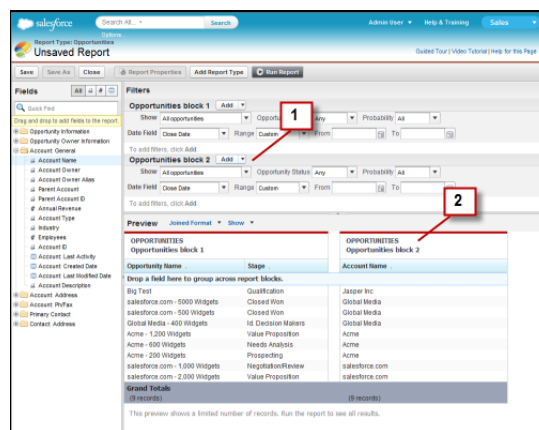 salesforce
Search All...
Search
Options...
Admin User
Help & Training
Sales
Report Type: Opportunities
Unsaved Report
Guided Tour | Video Tutorial | Help for this Page
Save
Save As
Close
Report Properties
Add Report Type
Run Report
Fields
All
#
Quick Find
Drag and drop to add fields to the report
Opportunity Information
Opportunity Owner Information
Account: General
Account Name
Account Owner
Account Owner Alias
Parent Account
Parent Account ID
# Annual Revenue
Account Type
Industry
# Employees
Account ID
Account: Last Activity
Account: Created Date
Account: Last Modified Date
Account Description
Account: Address
Account: Ph/Fax
Primary Contact
Contact: Address
Filters
Opportunities block 1 Add
Show All opportunities Any Probability All
Date Field Close Date Range Custom From To
To add filters, click Add.
1
Opportunities block 2 Add
Show All opportunities Opportunity Status Any Probability All
Date Field Close Date Range Custom From To
To add filters, click Add.
2
Preview Joined Format Show
OPPORTUNITIES
Opportunities block 1
OPPORTUNITIES
Opportunities block 2
Opportunity Name Stage Account Name
Drop a field here to group across report blocks.
Big Test Qualification Jasper Inc
salesforce.com - 5000 Widgets Closed Won Global Media
salesforce.com - 500 Widgets Closed Won Global Media
Global Media - 400 Widgets Id. Decision Makers Global Media
Acme - 1,200 Widgets Value Proposition Acme
Acme - 600 Widgets Needs Analysis Acme
Acme - 200 Widgets Prospecting Acme
salesforce.com - 1,000 Widgets Negotiation/Review salesforce.com
salesforce.com - 2,000 Widgets Value Proposition salesforce.com
Grand Totals
(9 records) (9 records)
This preview shows a limited number of records. Run the report to see all results.